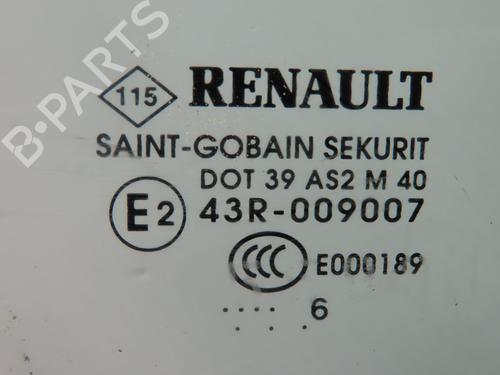 B-PARTS
115 RENAULT
SAINT-GOBAIN SEKURIT
DOT 39 AS2 M 40
E2 43R-009007
CCC E000189
.... 6